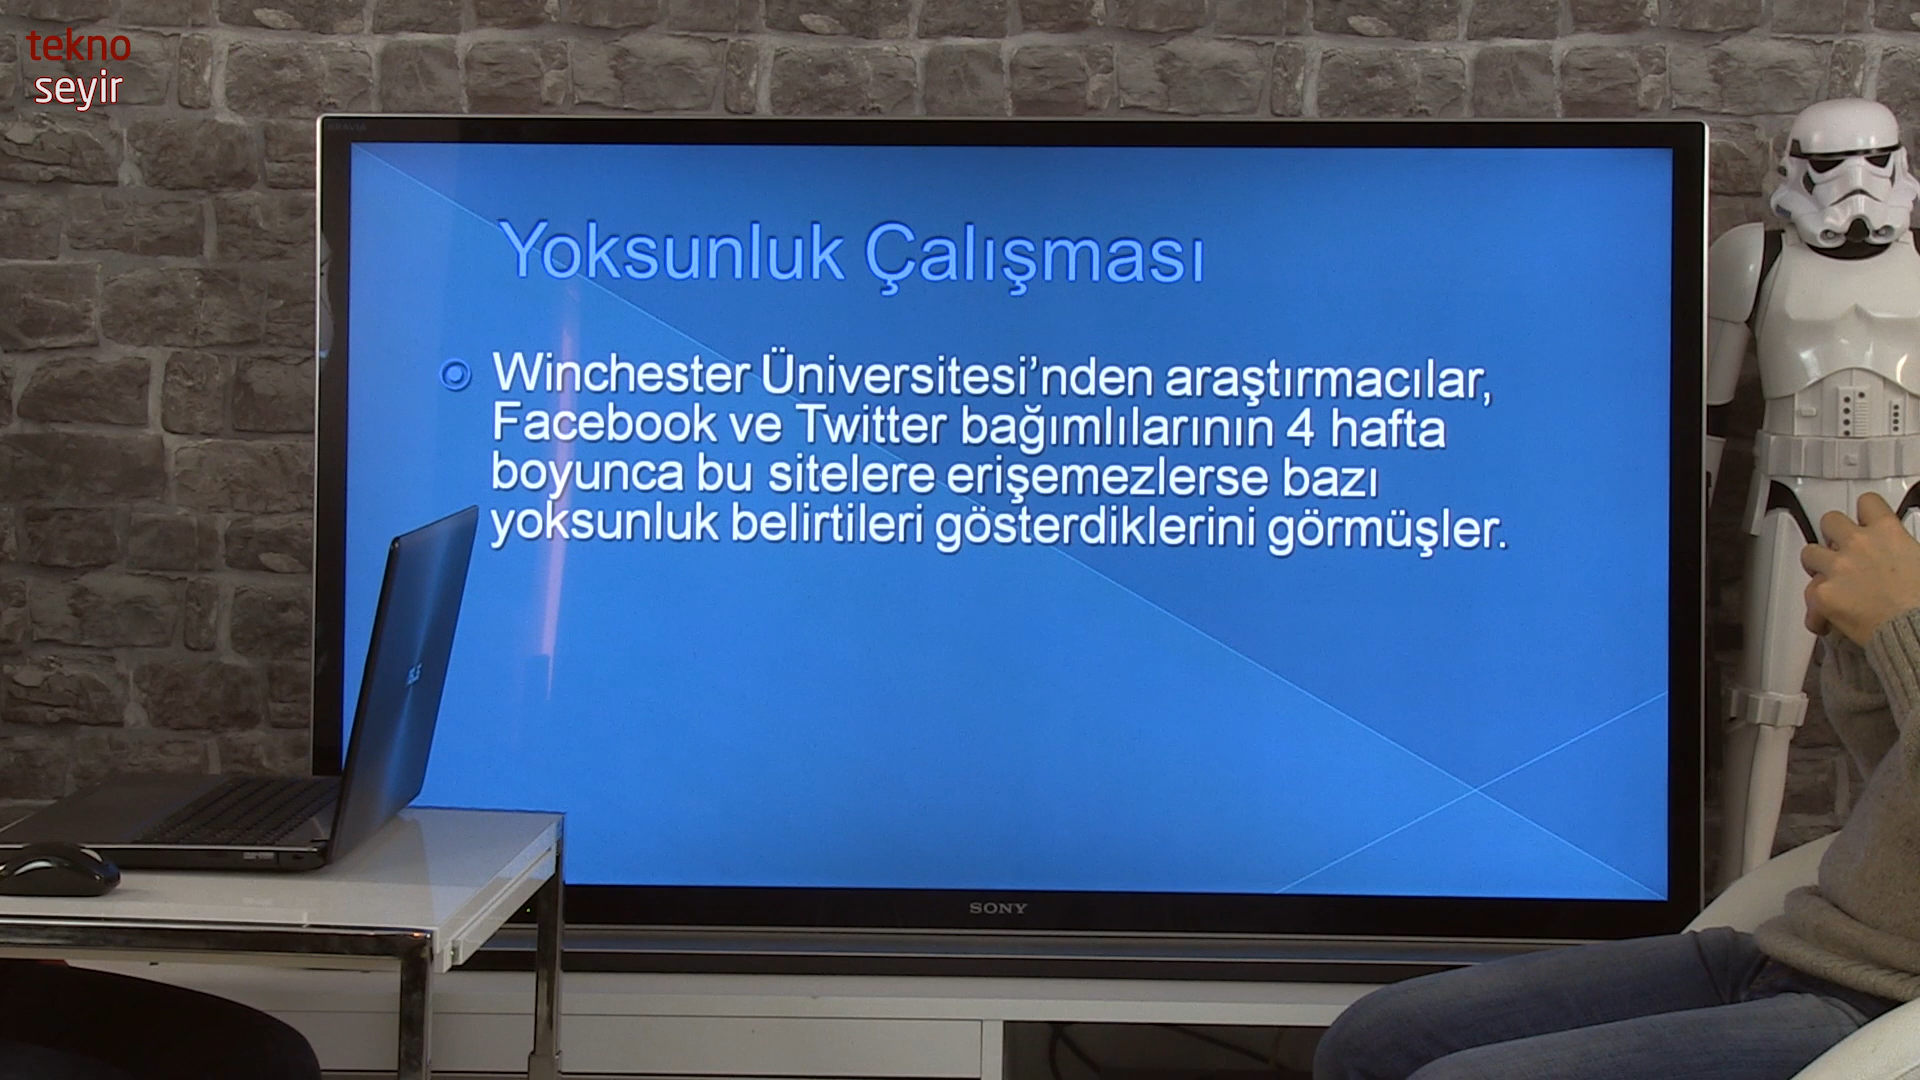 tekno
seyir
BRAVIA
Yoksunluk Çalışması
Winchester Üniversitesi’nden araştırmacılar,
Facebook ve Twitter bağımlılarının 4 hafta
boyunca bu sitelere erişemezlerse bazı
yoksunluk belirtileri gösterdiklerini görmüşler.
SONY